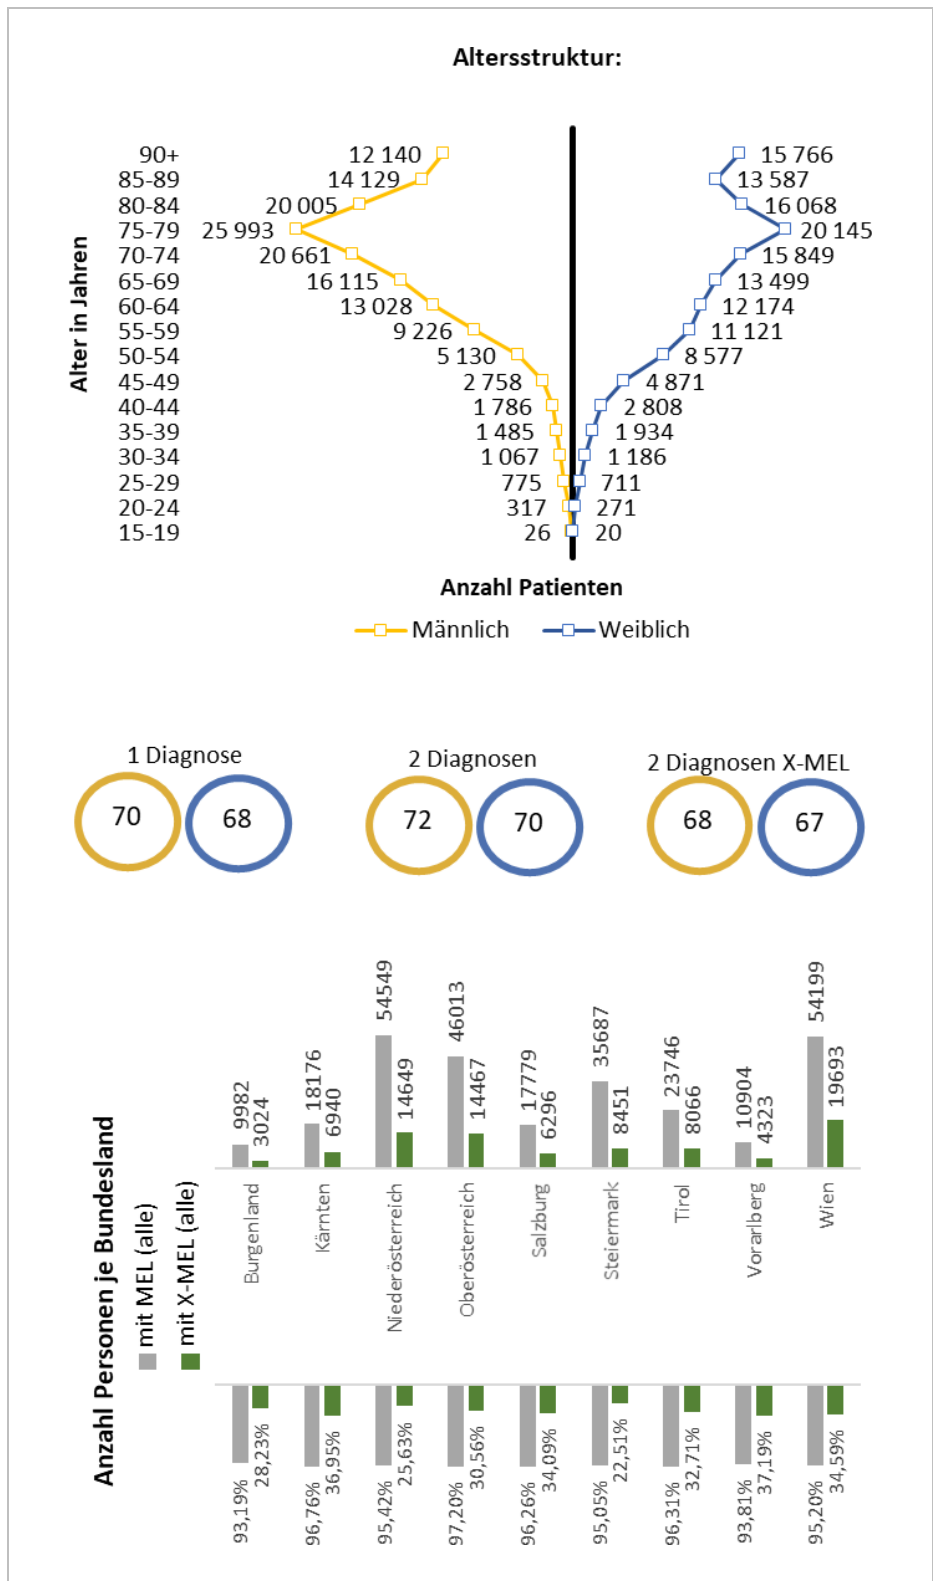 Altersstruktur:
Alter in Jahren
90+ 12 140 15 766
85-89 14 129 13 587
80-84 20 005 16 068
75-79 25 993 20 145
70-74 20 661 15 849
65-69 16 115 13 499
60-64 13 028 12 174
55-59 9 226 11 121
50-54 5 130 8 577
45-49 2 758 4 871
40-44 1 786 2 808
35-39 1 485 1 934
30-34 1 067 1 186
25-29 775 711
20-24 317 271
15-19 26 20
Anzahl Patienten
Männlich Weiblich
1 Diagnose 2 Diagnosen 2 Diagnosen X-MEL
70 68 72 70 68 67
Anzahl Personen je Bundesland
mit MEL (alle)
mit X-MEL (alle)
9982 3024 18176 6940 54549 14649 46013 14467 17779 6296 35687 8451 23746 8066 10904 4323 54199 19693
Burgenland Kärnten Niederösterreich Oberösterreich Salzburg Steiermark Tirol Vorarlberg Wien
93,19% 28,23% 96,76% 36,95% 95,42% 25,63% 97,20% 30,56% 96,26% 34,09% 95,05% 22,51% 96,31% 32,71% 93,81% 37,19% 95,20% 34,59%